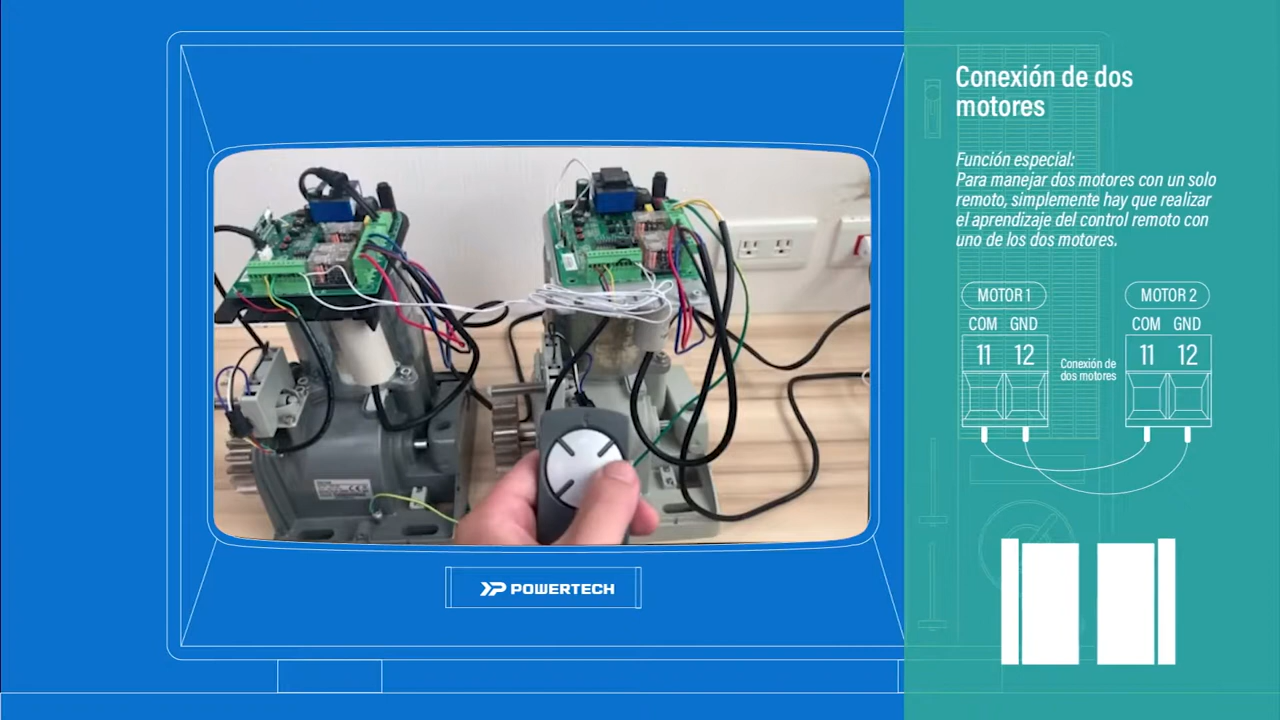 Conexión de dos
motores
Función especial:
Para manejar dos motores con un solo
remoto, simplemente hay que realizar
el aprendizaje del control remoto con
uno de los dos motores.
MOTOR 1
MOTOR 2
COM GND
COM GND
11 12
11 12
Conexión de
dos motores
POWERTECH